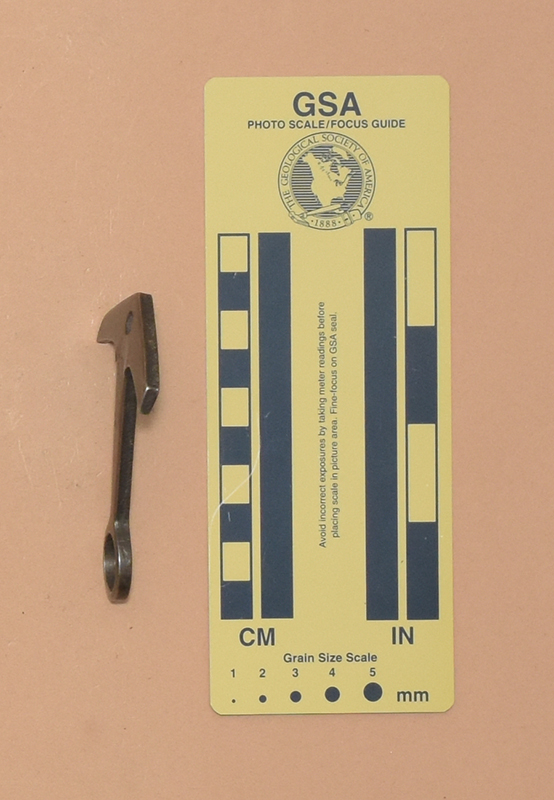 GSA
PHOTO SCALE/FOCUS GUIDE
THE GEOLOGICAL SOCIETY OF AMERICA
·1888·
®
Avoid incorrect exposures by taking meter readings before
placing scale in picture area. Fine-focus on GSA seal.
CM
IN
Grain Size Scale
1 2 3 4 5
mm